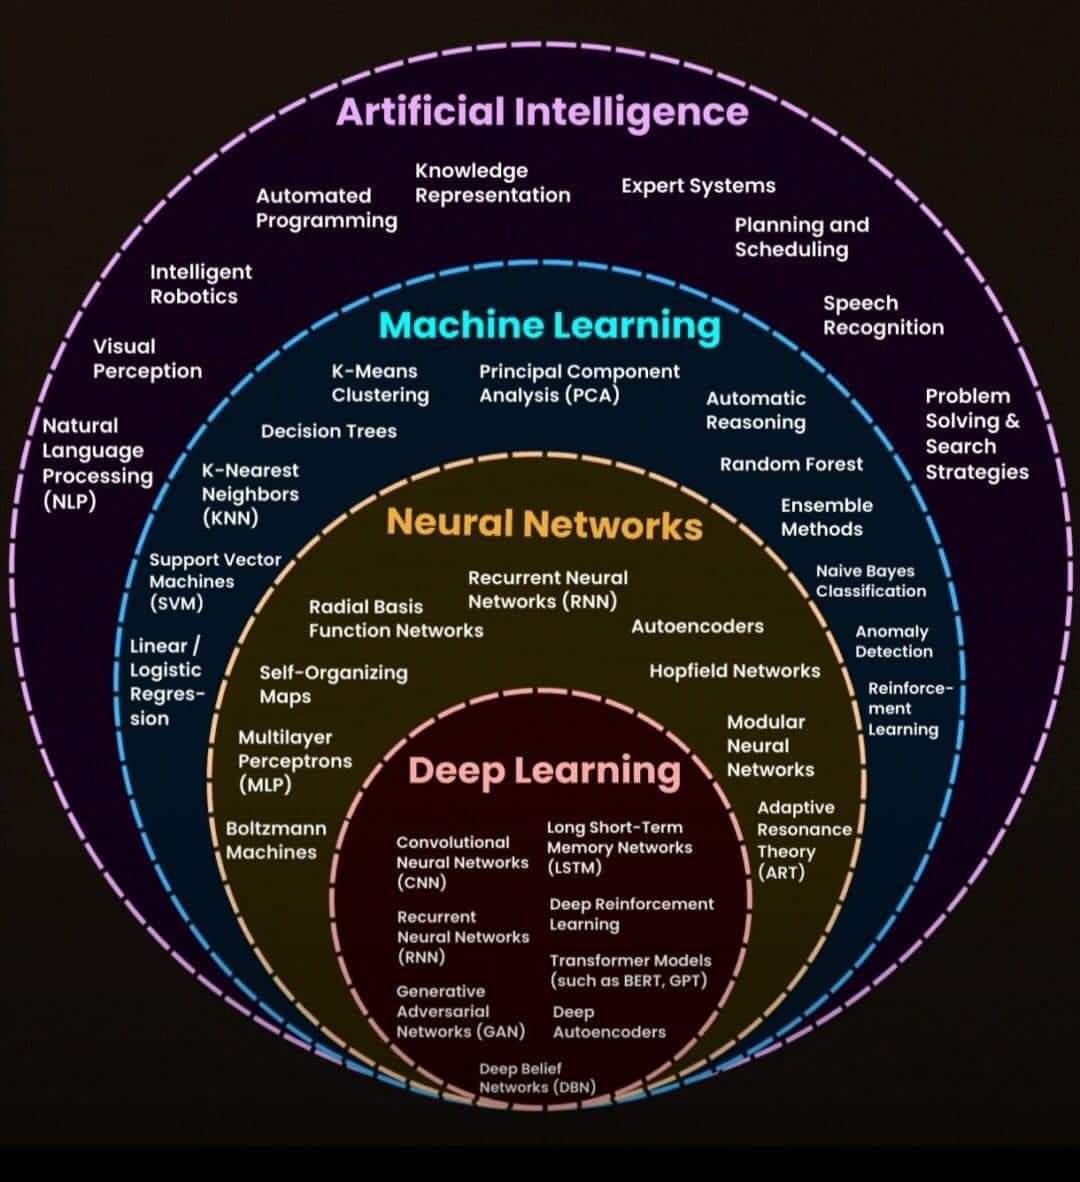 Artificial Intelligence
Knowledge
Representation
Automated
Programming
Expert Systems
Planning and
Scheduling
Intelligent
Robotics
Speech
Recognition
Visual
Perception
Problem
Solving &
Search
Strategies
Natural
Language
Processing
(NLP)
Machine Learning
K-Means
Clustering
Principal Component
Analysis (PCA)
Automatic
Reasoning
Decision Trees
Random Forest
K-Nearest
Neighbors
(KNN)
Ensemble
Methods
Support Vector
Machines
(SVM)
Naive Bayes
Classification
Linear /
Logistic
Regres-
sion
Anomaly
Detection
Reinforce-
ment
Learning
Neural Networks
Recurrent Neural
Networks (RNN)
Radial Basis
Function Networks
Autoencoders
Self-Organizing
Maps
Hopfield Networks
Multilayer
Perceptrons
(MLP)
Modular
Neural
Networks
Boltzmann
Machines
Adaptive
Resonance
Theory
(ART)
Deep Learning
Convolutional
Neural Networks
(CNN)
Long Short-Term
Memory Networks
(LSTM)
Recurrent
Neural Networks
(RNN)
Deep Reinforcement
Learning
Transformer Models
(such as BERT, GPT)
Generative
Adversarial
Networks (GAN)
Deep
Autoencoders
Deep Belief
Networks (DBN)